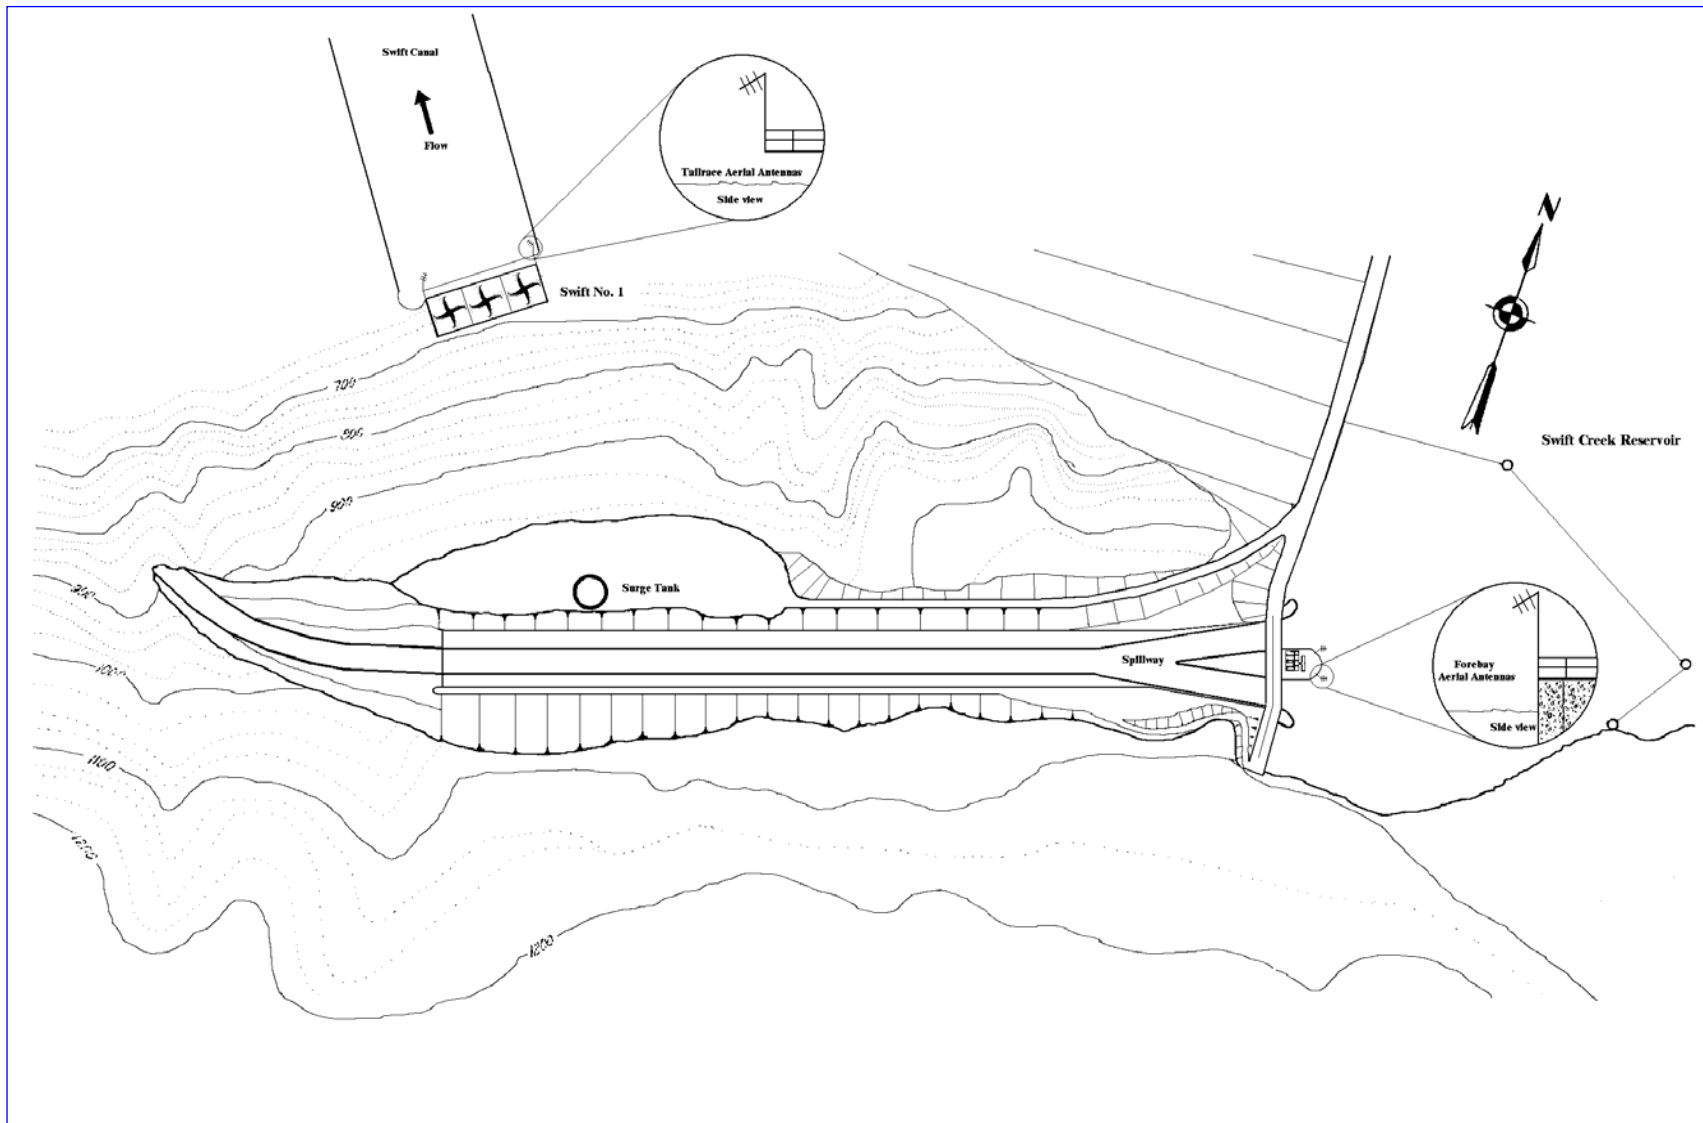 Swift Canal
Flow
Tailrace Aerial Antennas
Side view
Swift No. 1
N
Swift Creek Reservoir
700
800
900
Surge Tank
900
Spillway
Forebay
Aerial Antennas
Side view
1000
1100
1200
1200